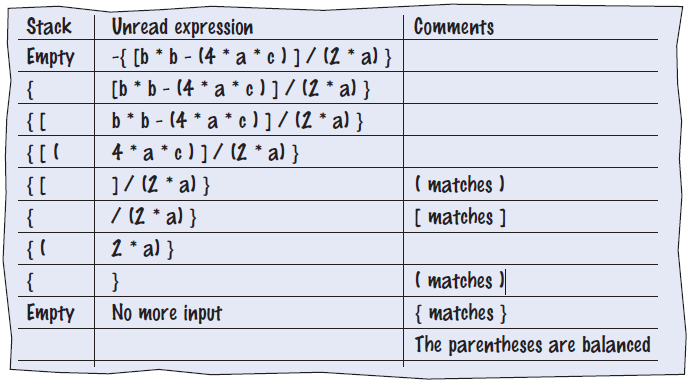 Stack Unread expression Comments
Empty -{ [b * b - (4 * a * c ) ] / (2 * a) }
{ [b * b - (4 * a * c ) ] / (2 * a) }
{ [ b * b - (4 * a * c ) ] / (2 * a) }
{ [ ( 4 * a * c ) ] / (2 * a) }
{ [ ] / (2 * a) } ( matches )
{ / (2 * a) } [ matches ]
{ ( 2 * a) }
{ } ( matches )
Empty No more input { matches }
The parentheses are balanced